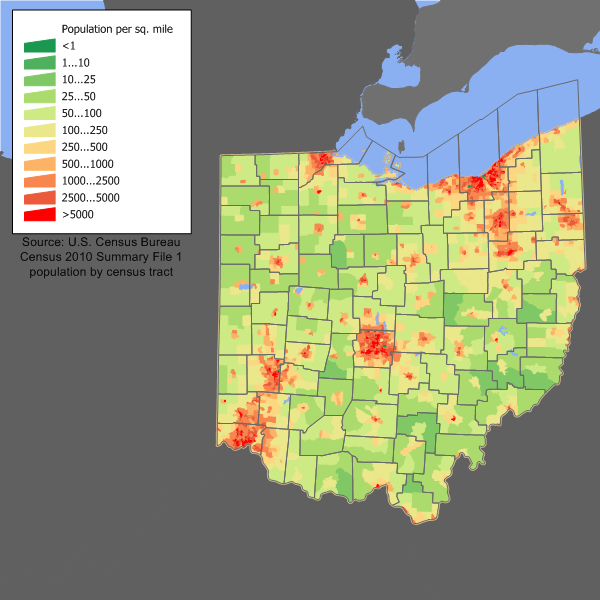 Population per sq. mile
<1
1...10
10...25
25...50
50...100
100...250
250...500
500...1000
1000...2500
2500...5000
>5000
Source: U.S. Census Bureau
Census 2010 Summary File 1
population by census tract